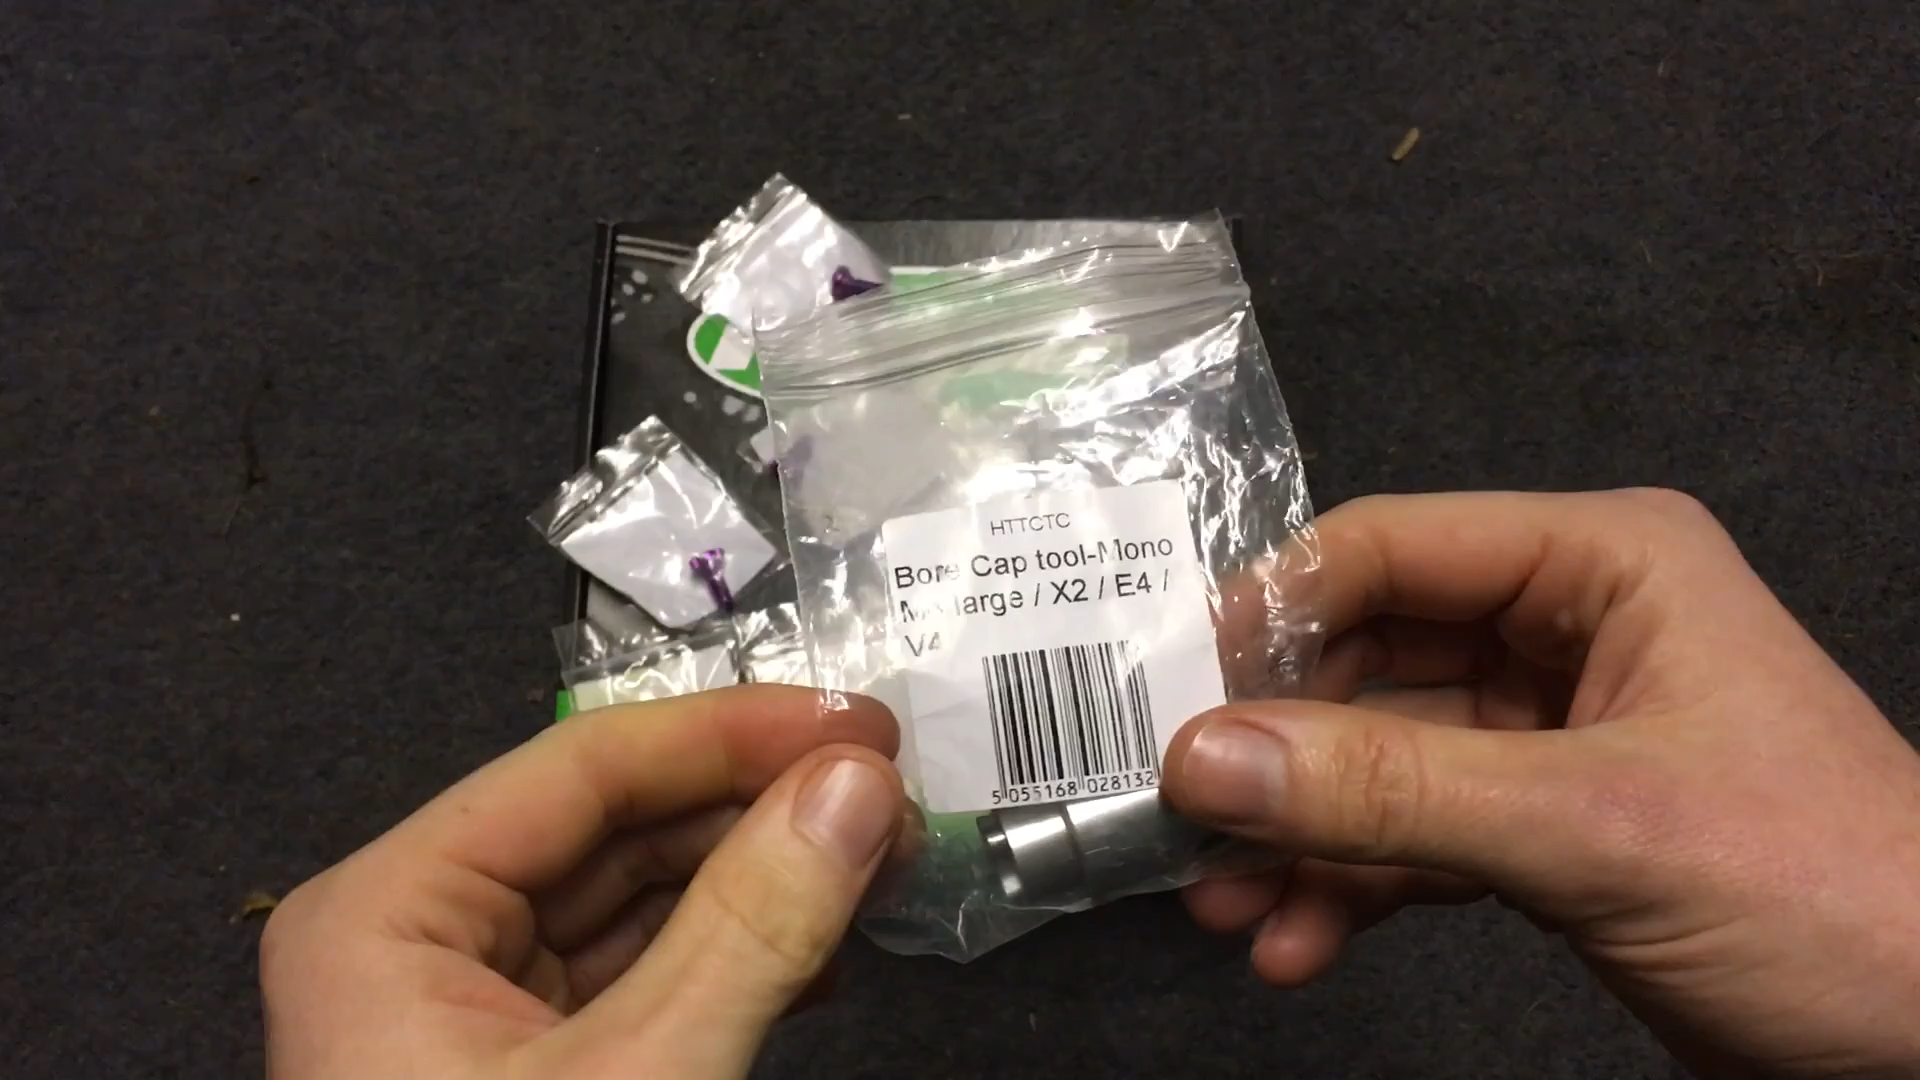 HTTCTC
Bore Cap tool-Mono
large / X2 / E4 /
V4
5 055168 028132